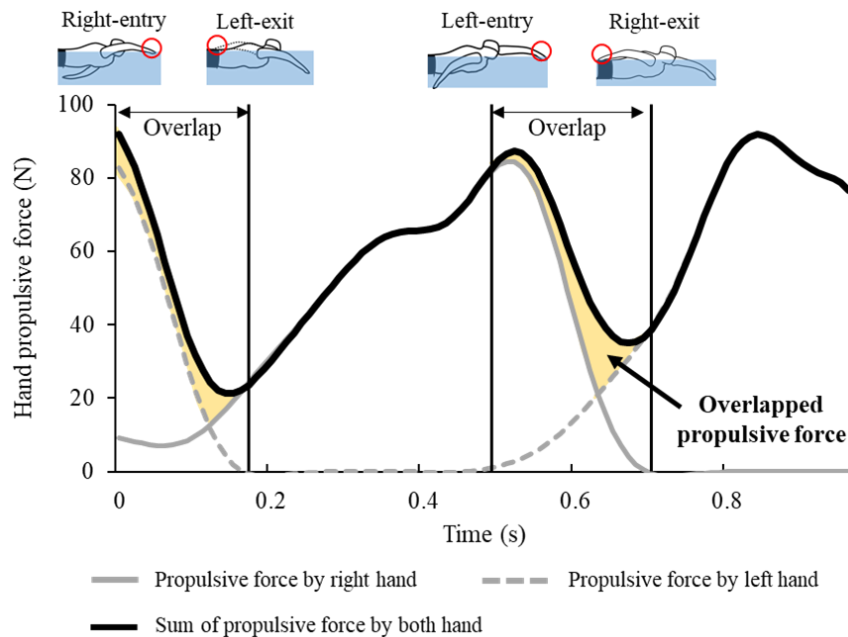 Right-entry
Left-exit
Left-entry
Right-exit
Overlap
Overlap
Hand propulsive force (N)
100
80
60
40
20
0
Overlapped
propulsive force
0
0.2
0.4
0.6
0.8
Time (s)
Propulsive force by right hand
Propulsive force by left hand
Sum of propulsive force by both hand